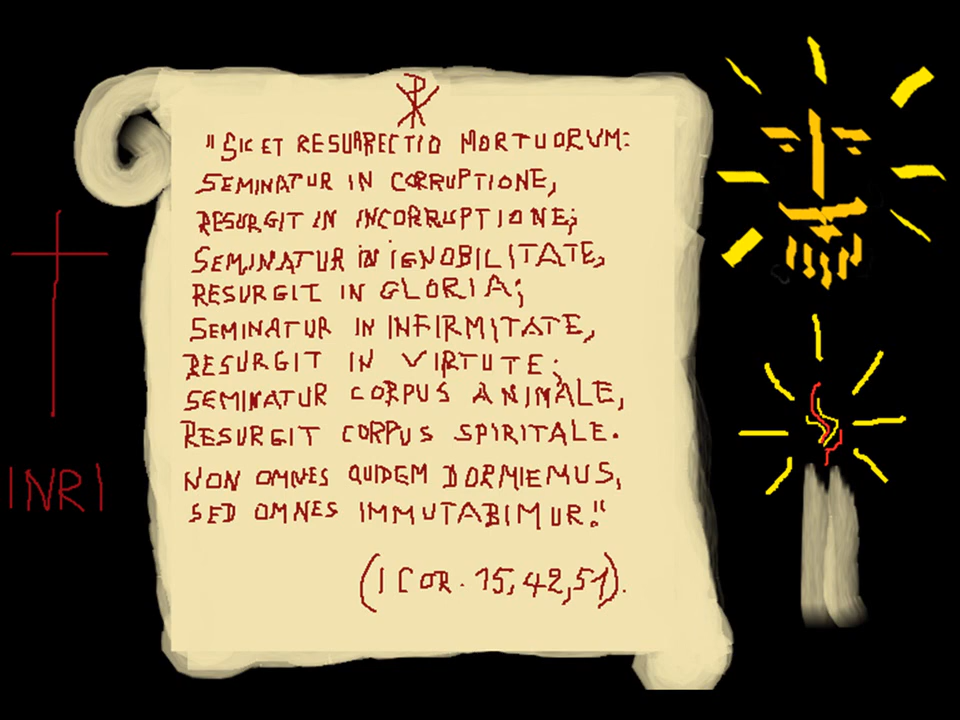 "SIC ET RESURRECTIO MORTUORUM:
SEMINATUR IN CORRUPTIONE,
RESURGIT IN INCORRUPTIONE;
SEMINATUR IN IGNOBILITATE,
RESURGIT IN GLORIA;
SEMINATUR IN INFIRMITATE,
RESURGIT IN VIRTUTE;
SEMINATUR CORPUS ANIMALE,
RESURGIT CORPUS SPIRITALE.
NON OMNES QUIDEM DORMIEMUS,
SED OMNES IMMUTABIMUR."
(I COR. 15,42,51).
INRI